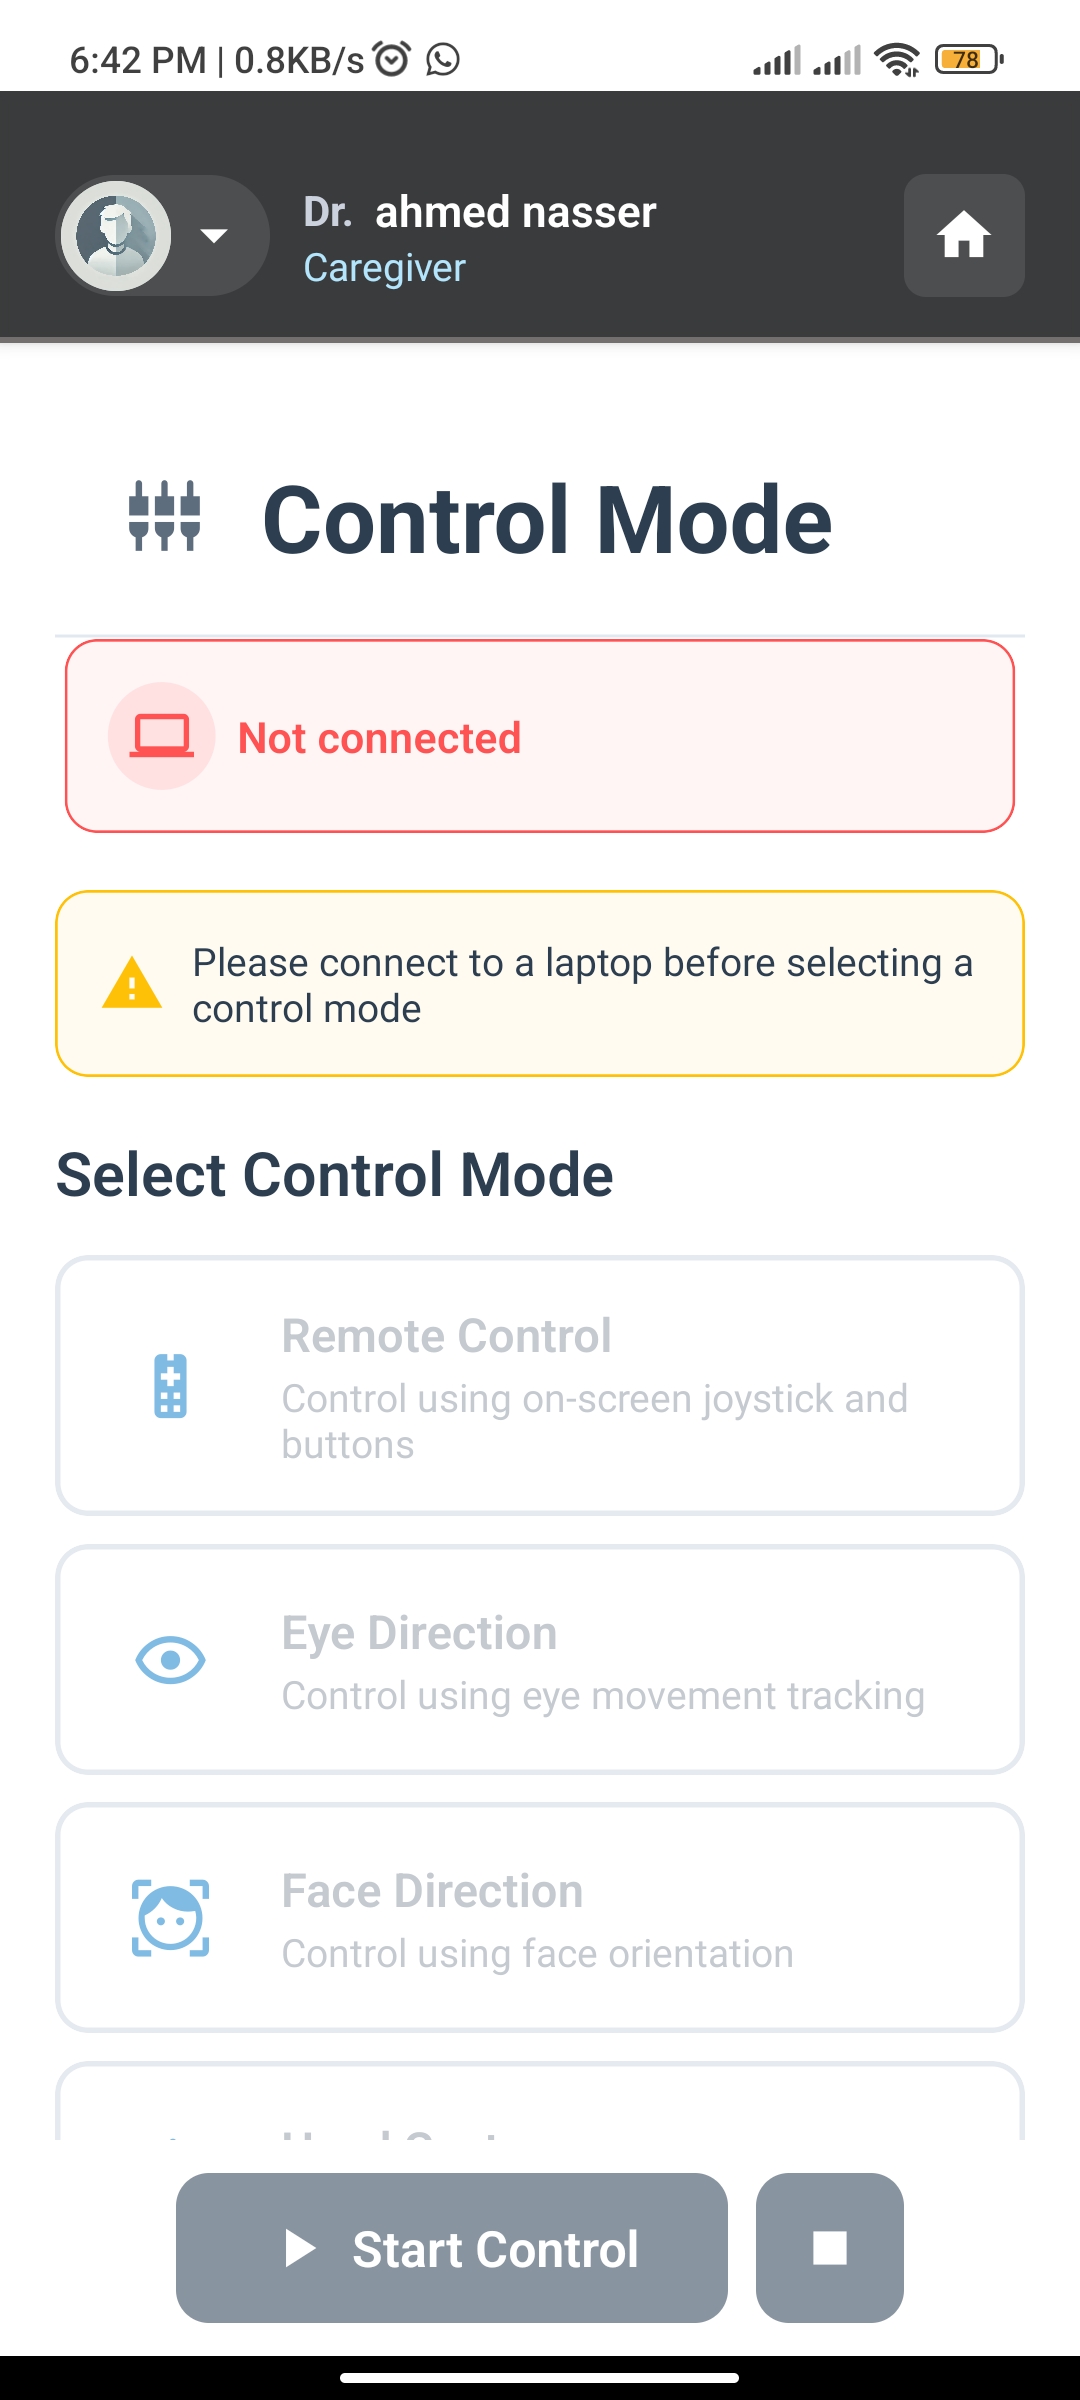 6:42 PM | 0.8KB/s
78
Dr. ahmed nasser
Caregiver
Control Mode
Not connected
Please connect to a laptop before selecting a
control mode
Select Control Mode
Remote Control
Control using on-screen joystick and
buttons
Eye Direction
Control using eye movement tracking
Face Direction
Control using face orientation
Start Control